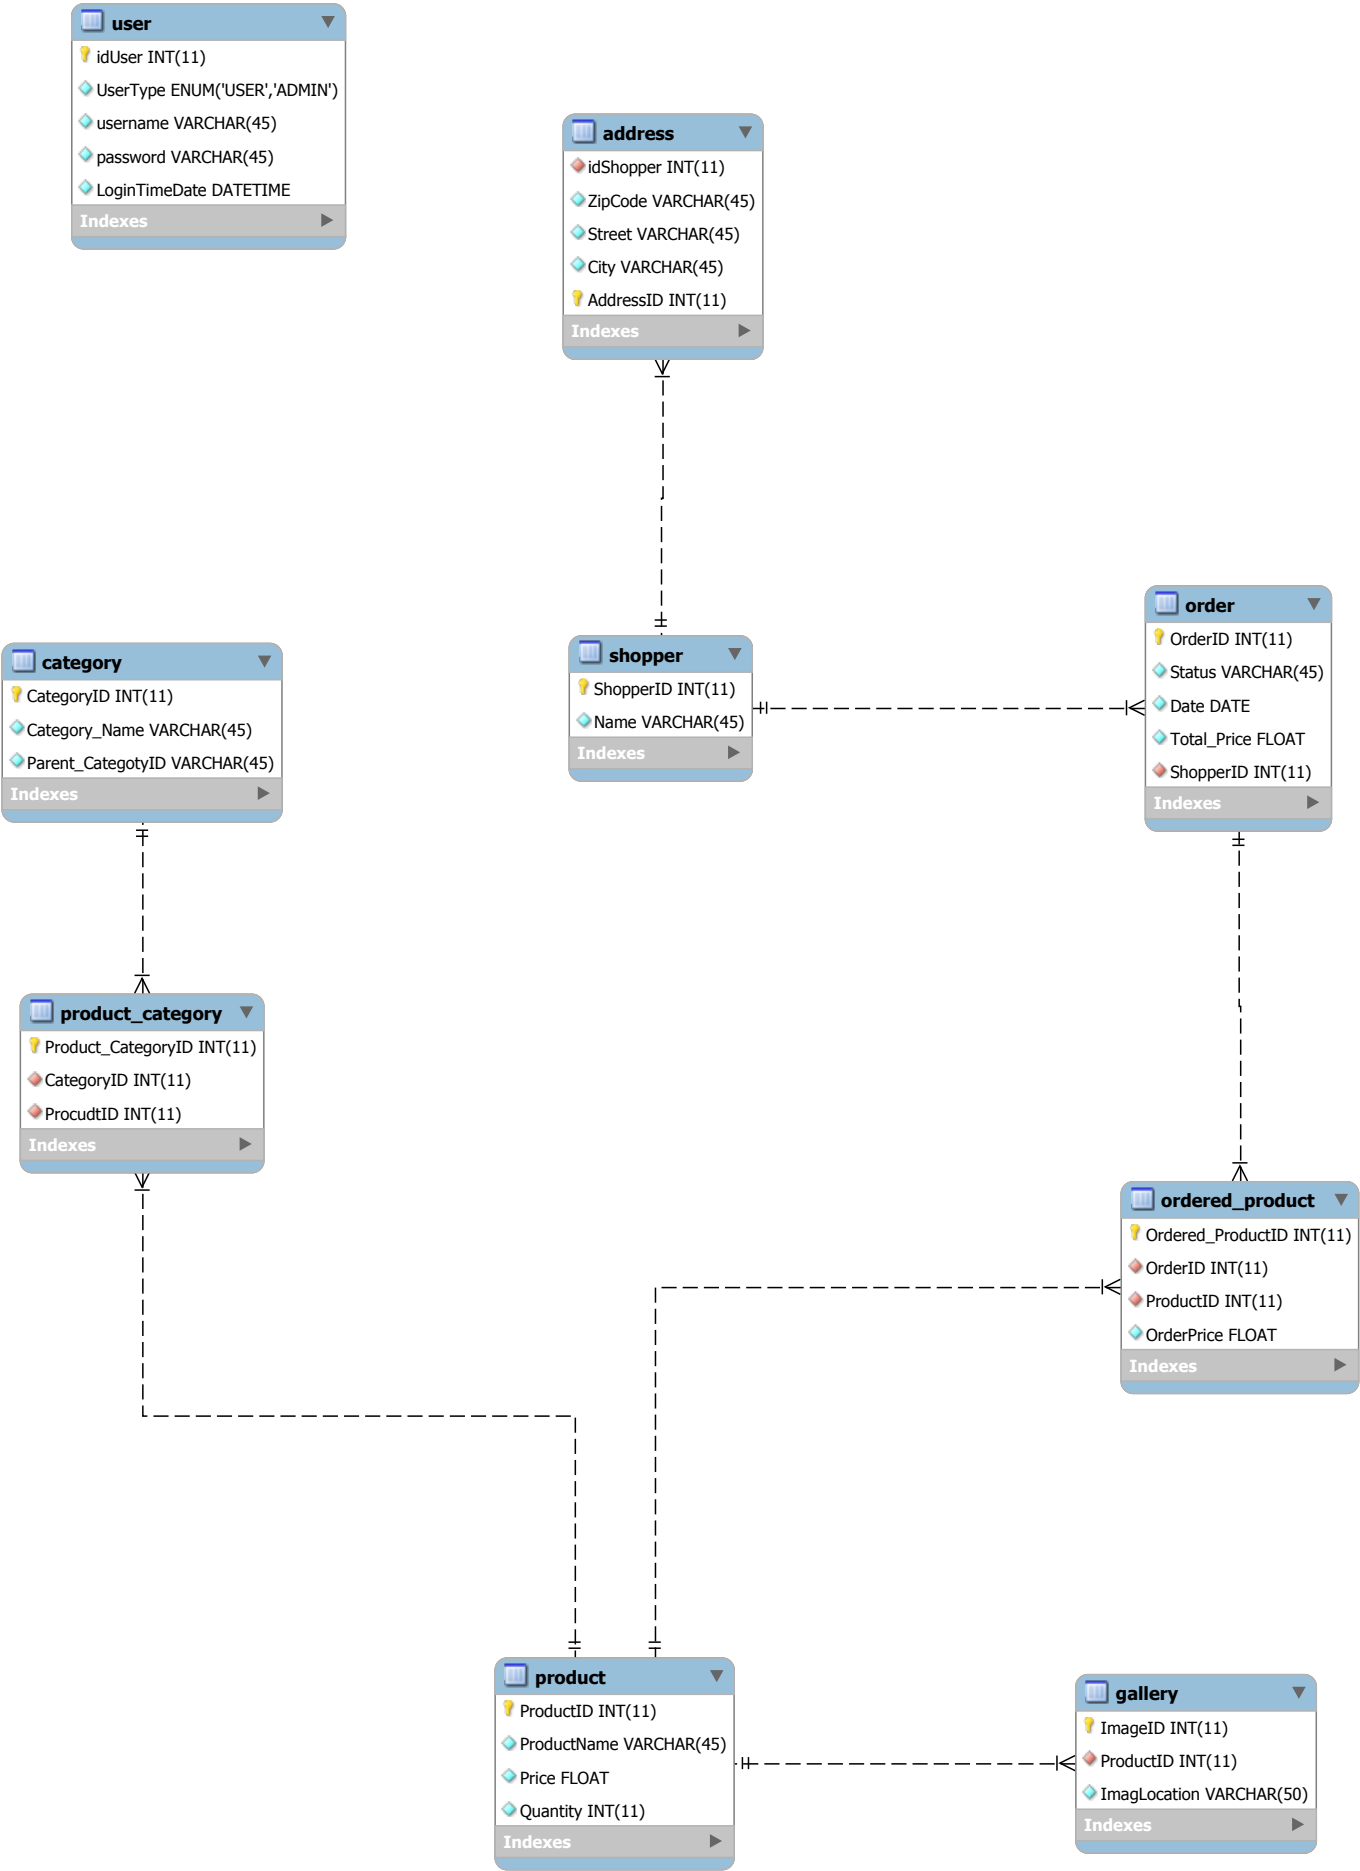 user
idUser INT(11)
UserType ENUM('USER','ADMIN')
username VARCHAR(45)
password VARCHAR(45)
LoginTimeDate DATETIME
Indexes
address
idShopper INT(11)
ZipCode VARCHAR(45)
Street VARCHAR(45)
City VARCHAR(45)
AddressID INT(11)
Indexes
category
CategoryID INT(11)
Category_Name VARCHAR(45)
Parent_CategotyID VARCHAR(45)
Indexes
shopper
ShopperID INT(11)
Name VARCHAR(45)
Indexes
order
OrderID INT(11)
Status VARCHAR(45)
Date DATE
Total_Price FLOAT
ShopperID INT(11)
Indexes
product_category
Product_CategoryID INT(11)
CategoryID INT(11)
ProcudtID INT(11)
Indexes
ordered_product
Ordered_ProductID INT(11)
OrderID INT(11)
ProductID INT(11)
OrderPrice FLOAT
Indexes
product
ProductID INT(11)
ProductName VARCHAR(45)
Price FLOAT
Quantity INT(11)
Indexes
gallery
ImageID INT(11)
ProductID INT(11)
ImagLocation VARCHAR(50)
Indexes